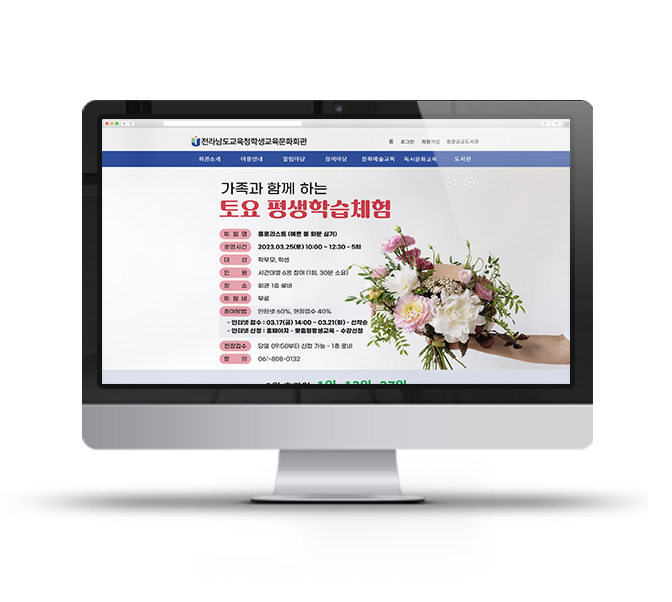 전라남도교육청학생교육문화회관
홈 로그인 회원가입 통합공공도서관
회관소개 이용안내 알림마당 참여마당 문화예술교육 독서문화교육 도서관
가족과 함께 하는
토요 평생학습체험
체 험 명 플로리스트 (예쁜 봄 화분 심기)
운영시간 2023.03.25(토) 10:00 ~ 12:30 - 5회
대 상 학부모, 학생
인 원 시간대별 6명 참여 (1회, 30분 소요)
장 소 회관 1층 로비
체 험 비 무료
참여방법 인터넷 60%, 현장접수 40%
- 인터넷 접수 : 03.17(금) 14:00 ~ 03.21(화) - 선착순
- 인터넷 신청 : 홈페이지 - 맞춤형평생교육 - 수강신청
현장접수 당일 09:50부터 신청 가능 - 1층 로비
문 의 061-808-0132